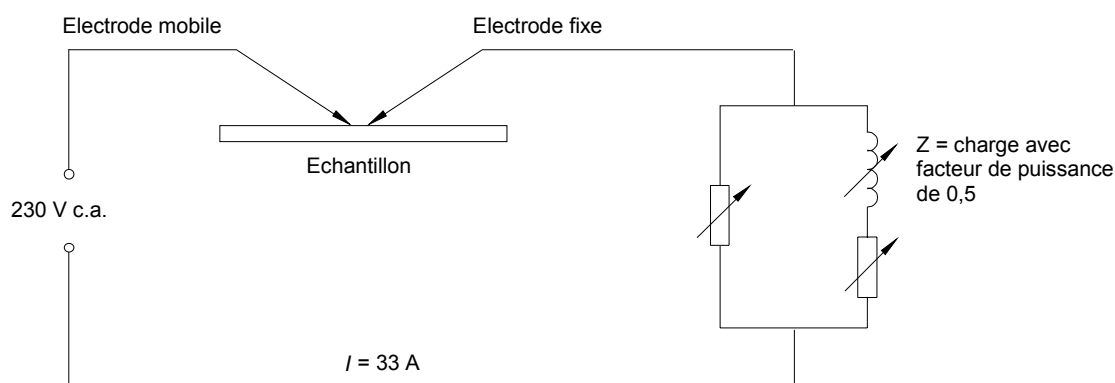 Electrode mobile
Electrode fixe
Echantillon
Z = charge avec
facteur de puissance
de 0,5
230 V c.a.
I = 33 A